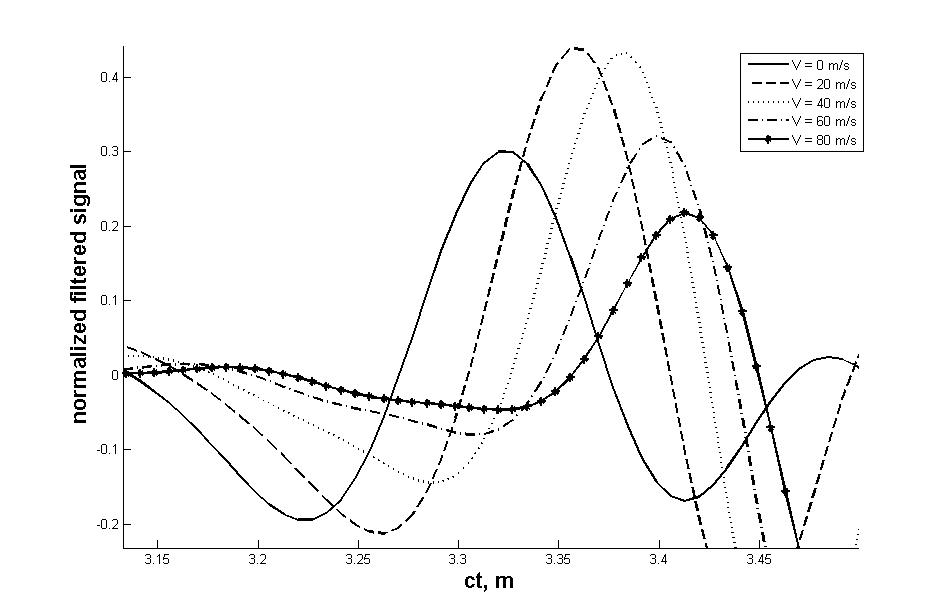 V = 0 m/s
V = 20 m/s
V = 40 m/s
V = 60 m/s
V = 80 m/s
normalized filtered signal
0.4
0.3
0.2
0.1
0
-0.1
-0.2
3.15 3.2 3.25 3.3 3.35 3.4 3.45
ct, m